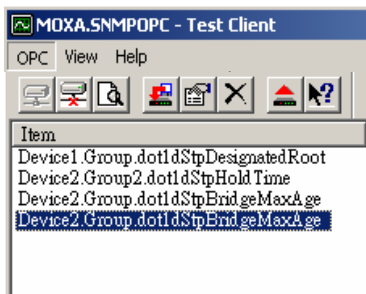 MOXA.SNMPOPC - Test Client
OPC View Help
Item
Device1.Group.dot1dStpDesignatedRoot
Device2.Group2.dot1dStpHoldTime
Device2.Group.dot1dStpBridgeMaxAge
Device2.Group.dot1dStpBridgeMaxAge